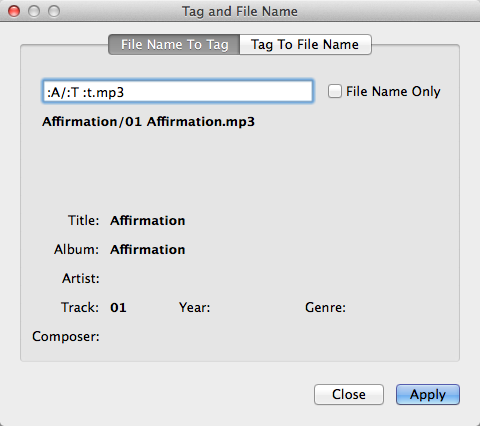 Tag and File Name
File Name To Tag Tag To File Name
:A/:T :t.mp3 File Name Only
Affirmation/01 Affirmation.mp3
Title: Affirmation
Album: Affirmation
Artist:
Track: 01 Year: Genre:
Composer:
Close Apply